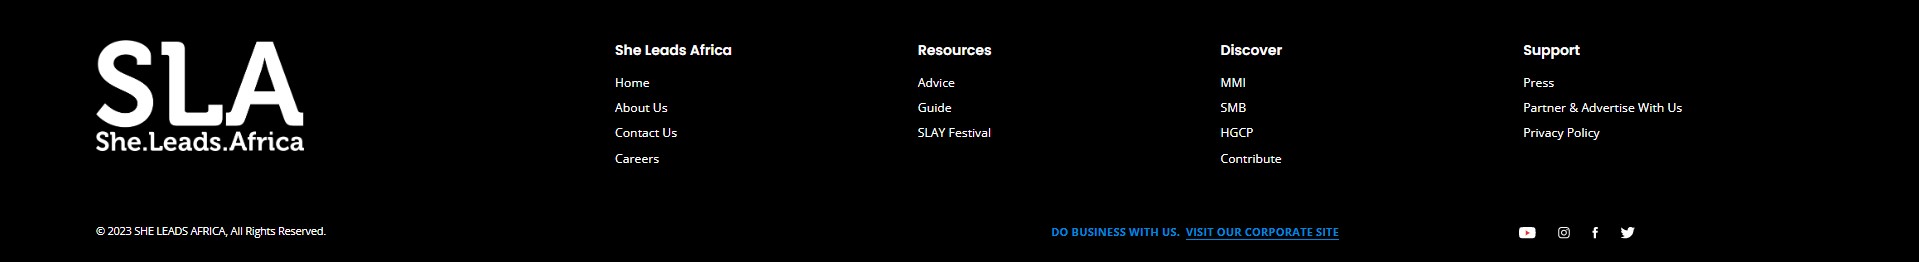 SLA
She.Leads.Africa
She Leads Africa
Home
About Us
Contact Us
Careers
Resources
Advice
Guide
SLAY Festival
Discover
MMI
SMB
HGCP
Contribute
Support
Press
Partner & Advertise With Us
Privacy Policy
© 2023 SHE LEADS AFRICA, All Rights Reserved.
DO BUSINESS WITH US. VISIT OUR CORPORATE SITE